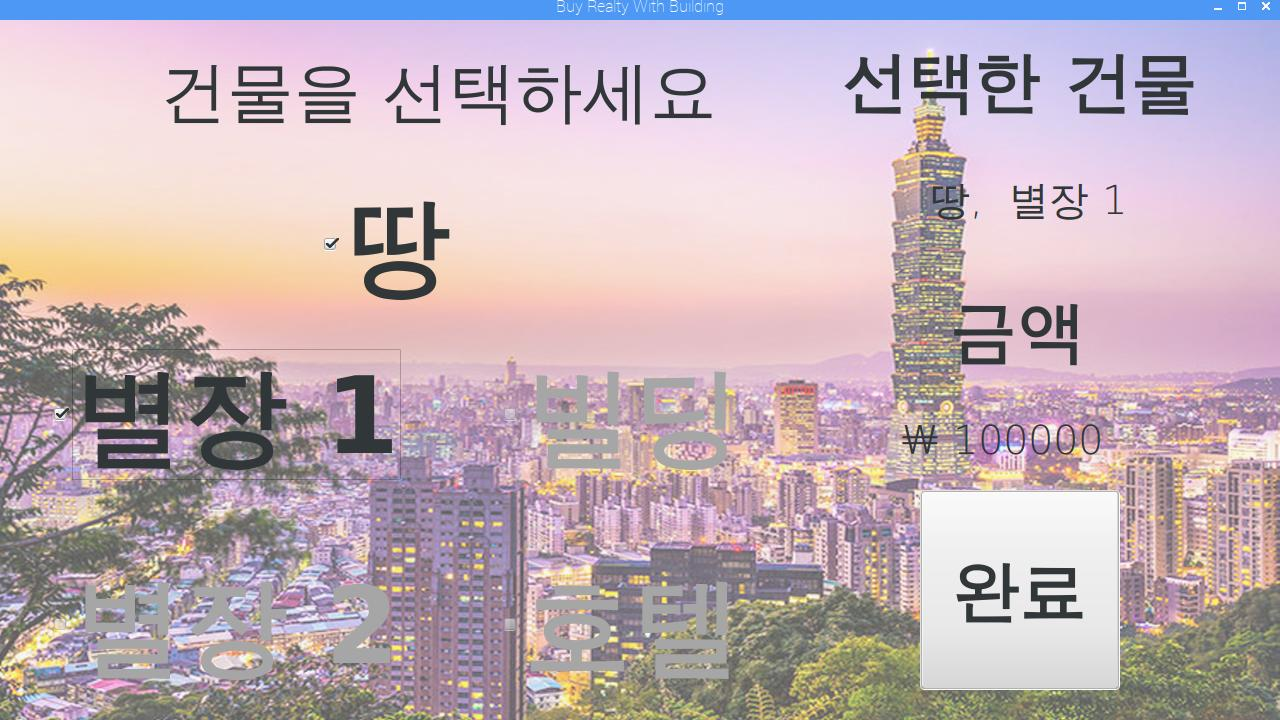 Buy Realty With Building
건물을 선택하세요
땅
별장 1
빌딩
별장 2
호텔
선택한 건물
땅, 별장 1
금액
₩ 100000
완료